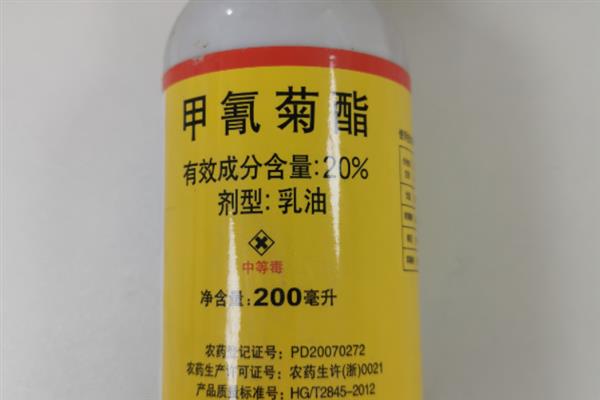 甲氰菊酯
有效成分含量:20%
剂型:乳油
中等毒
净含量:200毫升
农药登记证号:PD20070272
农药生产许可证号:农药生许(浙)0021
产品质量标准号:HG/T2845-2012